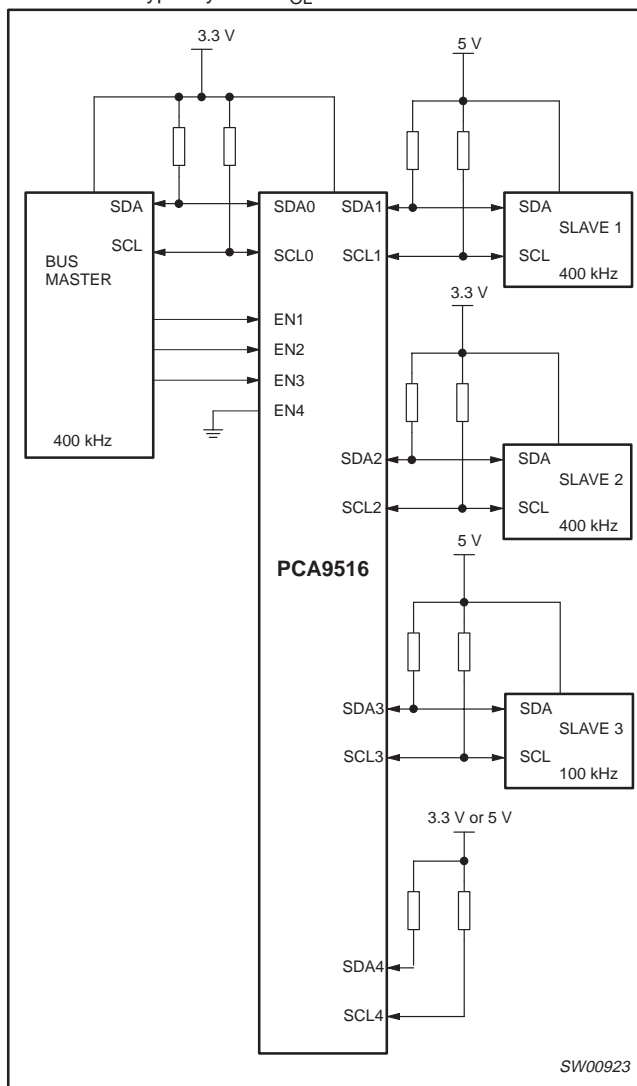 3.3 V
5 V
SDA
SCL
BUS
MASTER
400 kHz
SDA0
SCL0
EN1
EN2
EN3
EN4
PCA9516
SDA1
SCL1
SDA
SLAVE 1
SCL
400 kHz
3.3 V
SDA2
SCL2
SDA
SLAVE 2
SCL
400 kHz
5 V
SDA3
SCL3
SDA
SLAVE 3
SCL
100 kHz
3.3 V or 5 V
SDA4
SCL4
SW00923